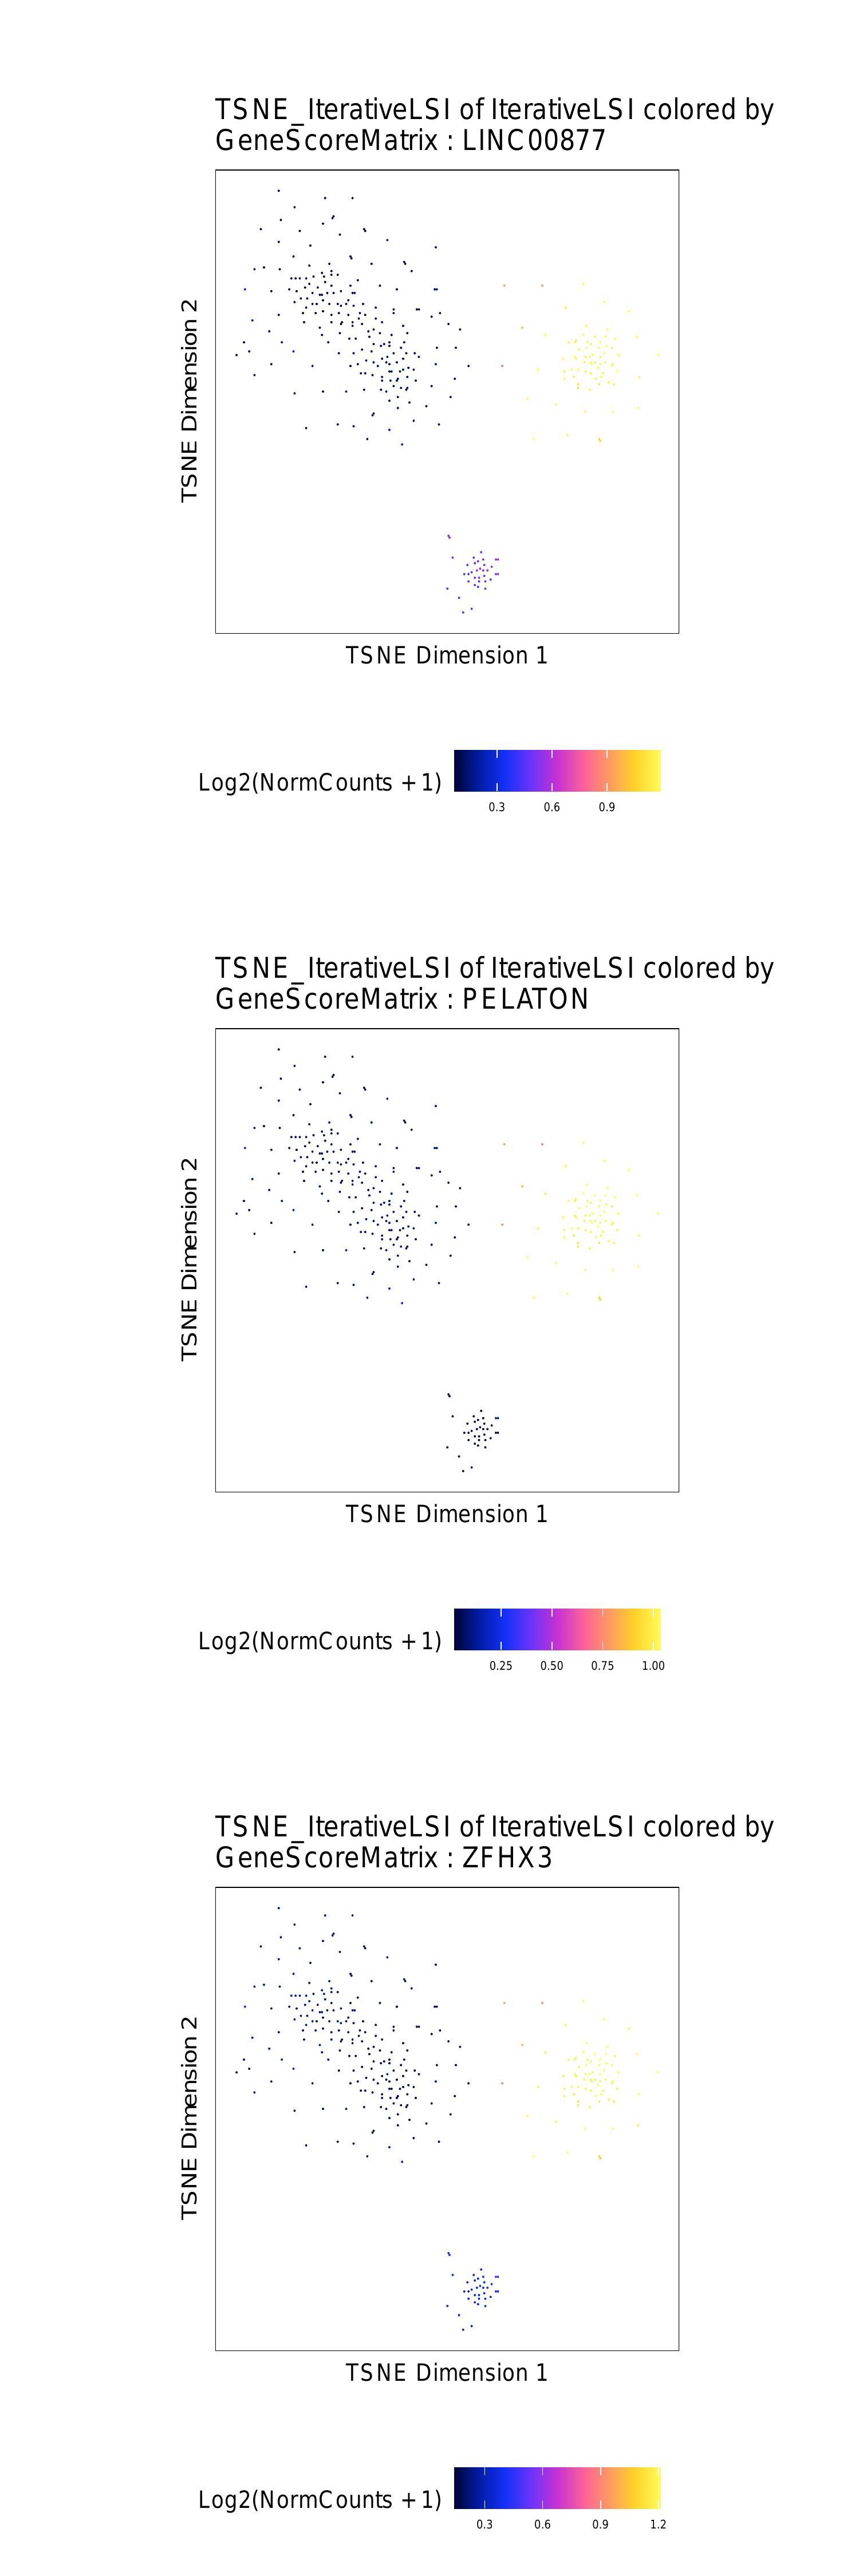 TSNE_IterativeLSI of IterativeLSI colored by
GeneScoreMatrix : LINC00877
TSNE Dimension 2
TSNE Dimension 1
Log2(NormCounts +1)
0.3 0.6 0.9
TSNE_IterativeLSI of IterativeLSI colored by
GeneScoreMatrix : PELATON
TSNE Dimension 2
TSNE Dimension 1
Log2(NormCounts +1)
0.25 0.50 0.75 1.00
TSNE_IterativeLSI of IterativeLSI colored by
GeneScoreMatrix : ZFHX3
TSNE Dimension 2
TSNE Dimension 1
Log2(NormCounts +1)
0.3 0.6 0.9 1.2